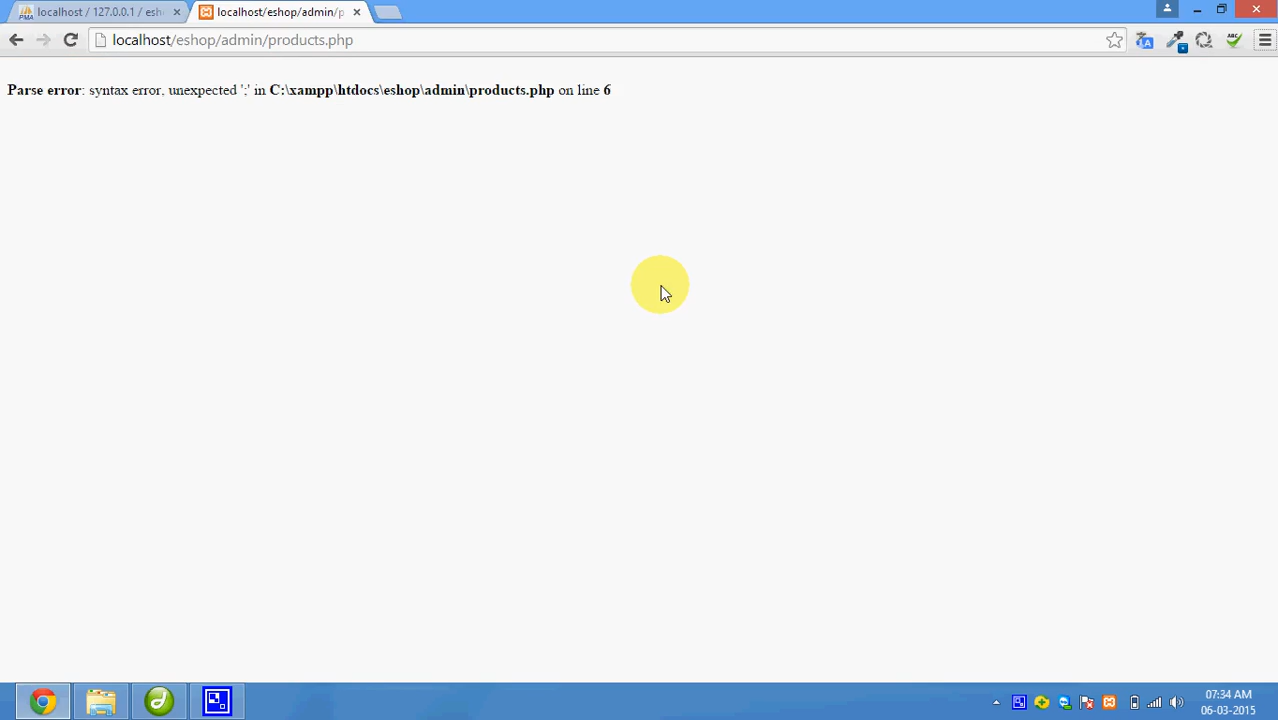 localhost / 127.0.0.1 / esh
localhost/eshop/admin/p
localhost/eshop/admin/products.php
ABC
Parse error: syntax error, unexpected ';' in C:\xampp\htdocs\eshop\admin\products.php on line 6
07:34 AM
06-03-2015